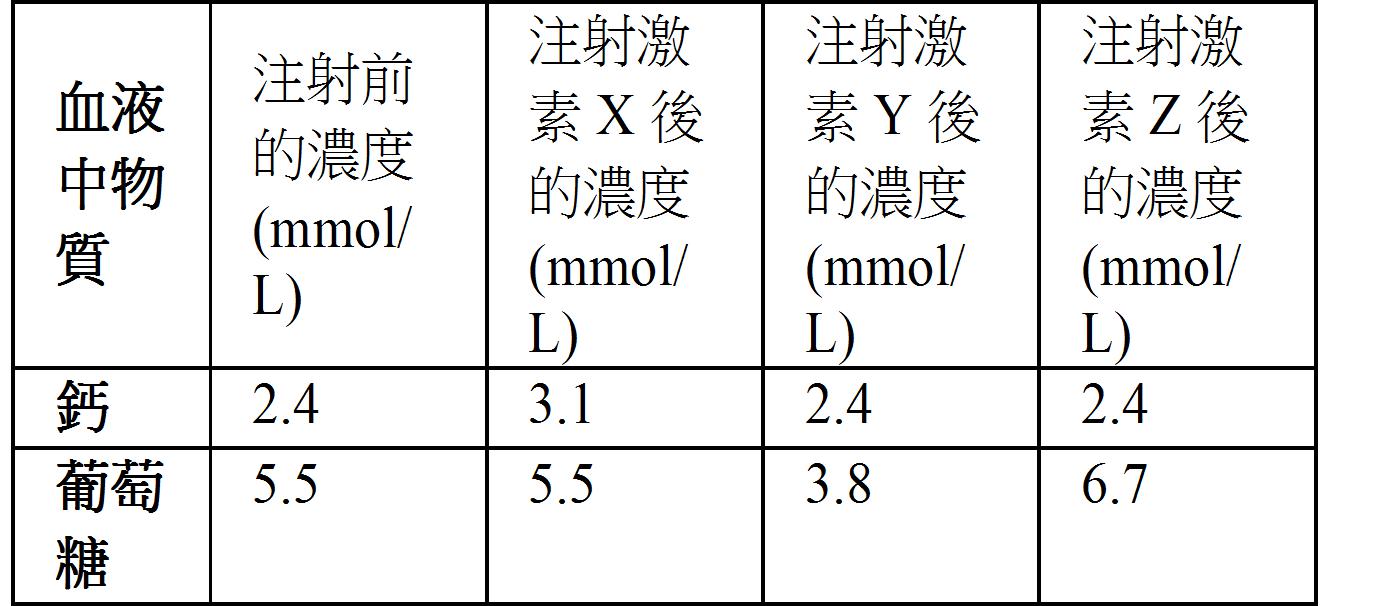 血液
中物
質
注射前
的濃度
(mmol/
L)
注射激
素 X 後
的濃度
(mmol/
L)
注射激
素 Y 後
的濃度
(mmol/
L)
注射激
素 Z 後
的濃度
(mmol/
L)
鈣
2.4
3.1
2.4
2.4
葡萄
糖
5.5
5.5
3.8
6.7